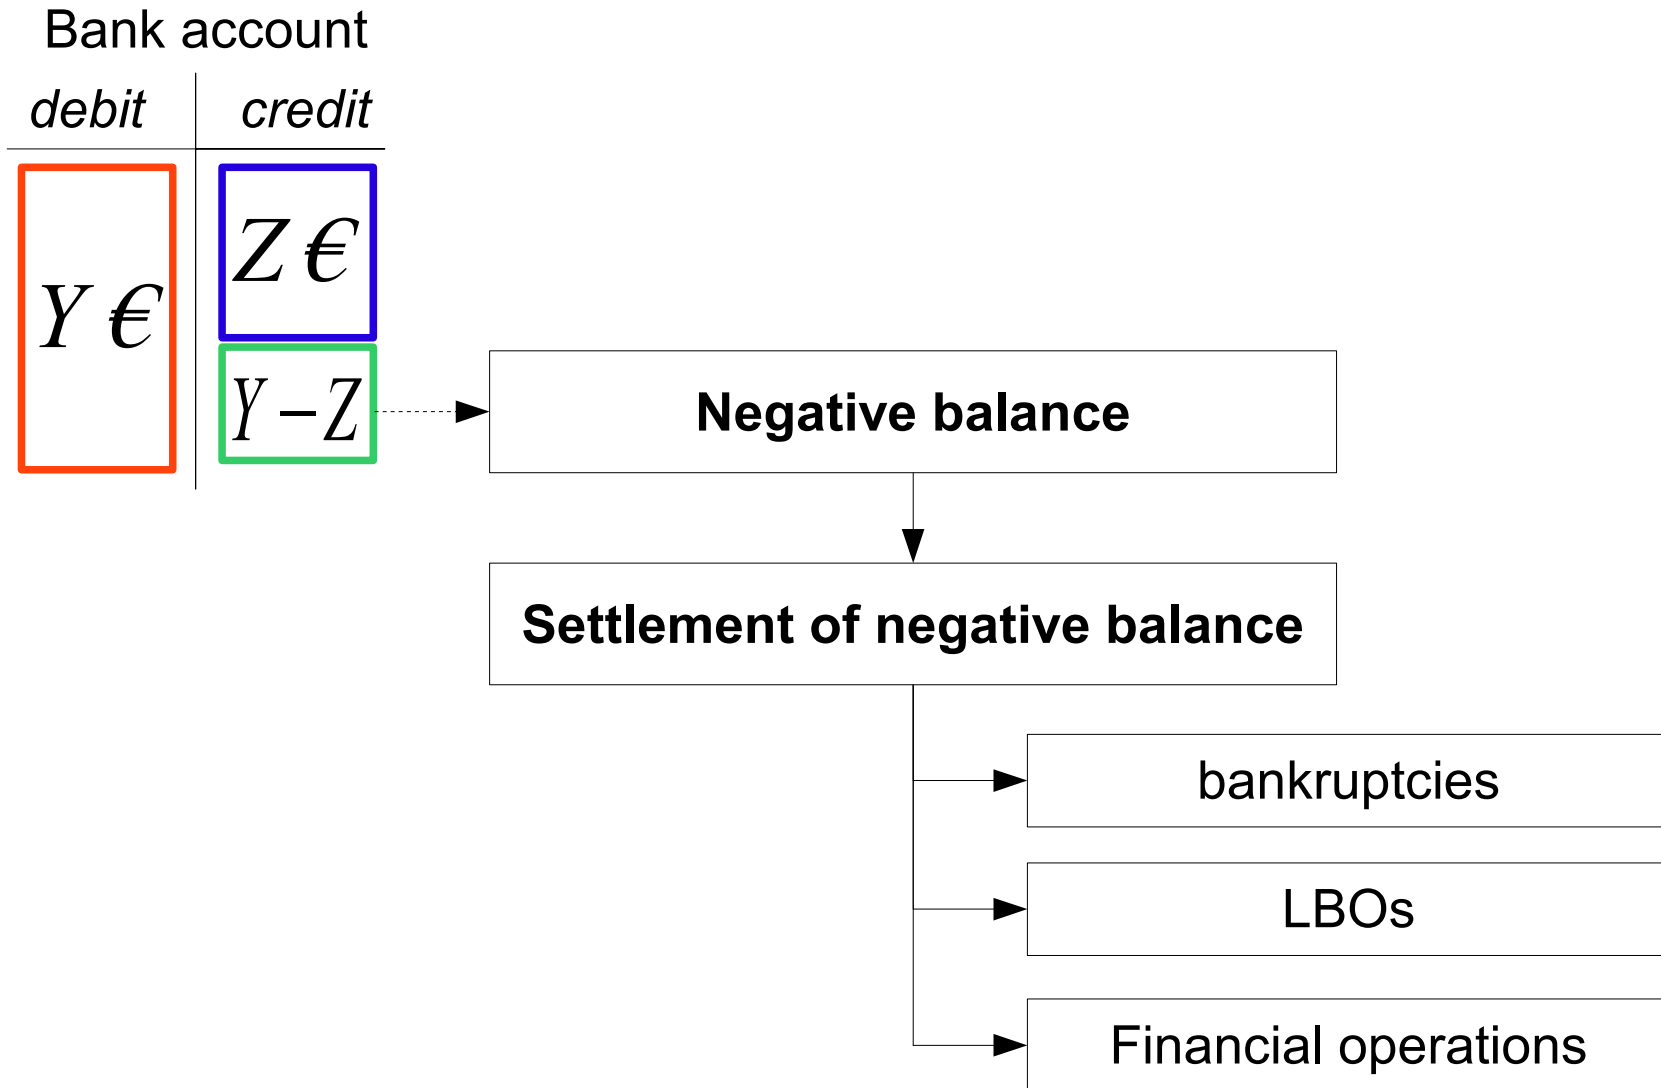 Bank account
debit credit
Z €
Y €
Y – Z
Negative balance
Settlement of negative balance
bankruptcies
LBOs
Financial operations